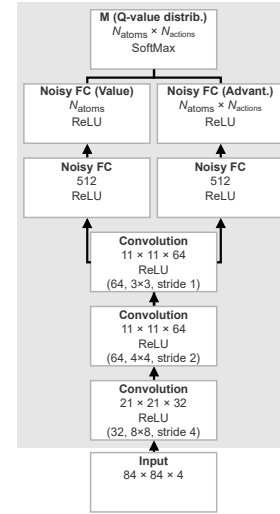 M (Q-value distrib.)
N_atoms × N_actions
SoftMax
Noisy FC (Value)
N_atoms
ReLU
Noisy FC (Advant.)
N_atoms × N_actions
ReLU
Noisy FC
512
ReLU
Noisy FC
512
ReLU
Convolution
11 × 11 × 64
ReLU
(64, 3×3, stride 1)
Convolution
11 × 11 × 64
ReLU
(64, 4×4, stride 2)
Convolution
21 × 21 × 32
ReLU
(32, 8×8, stride 4)
Input
84 × 84 × 4